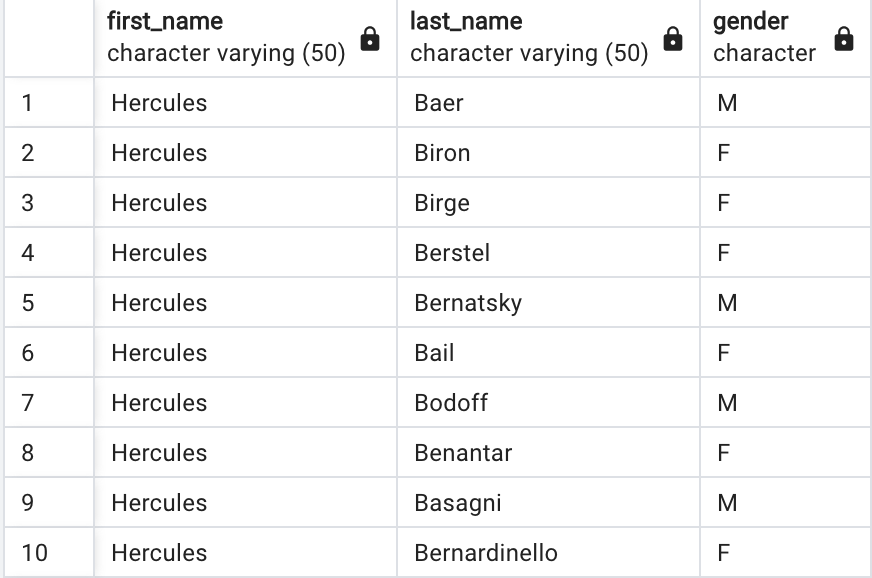 first_name last_name gender
character varying (50) character varying (50) character
1 Hercules Baer M
2 Hercules Biron F
3 Hercules Birge F
4 Hercules Berstel F
5 Hercules Bernatsky M
6 Hercules Bail F
7 Hercules Bodoff M
8 Hercules Benantar F
9 Hercules Basagni M
10 Hercules Bernardinello F